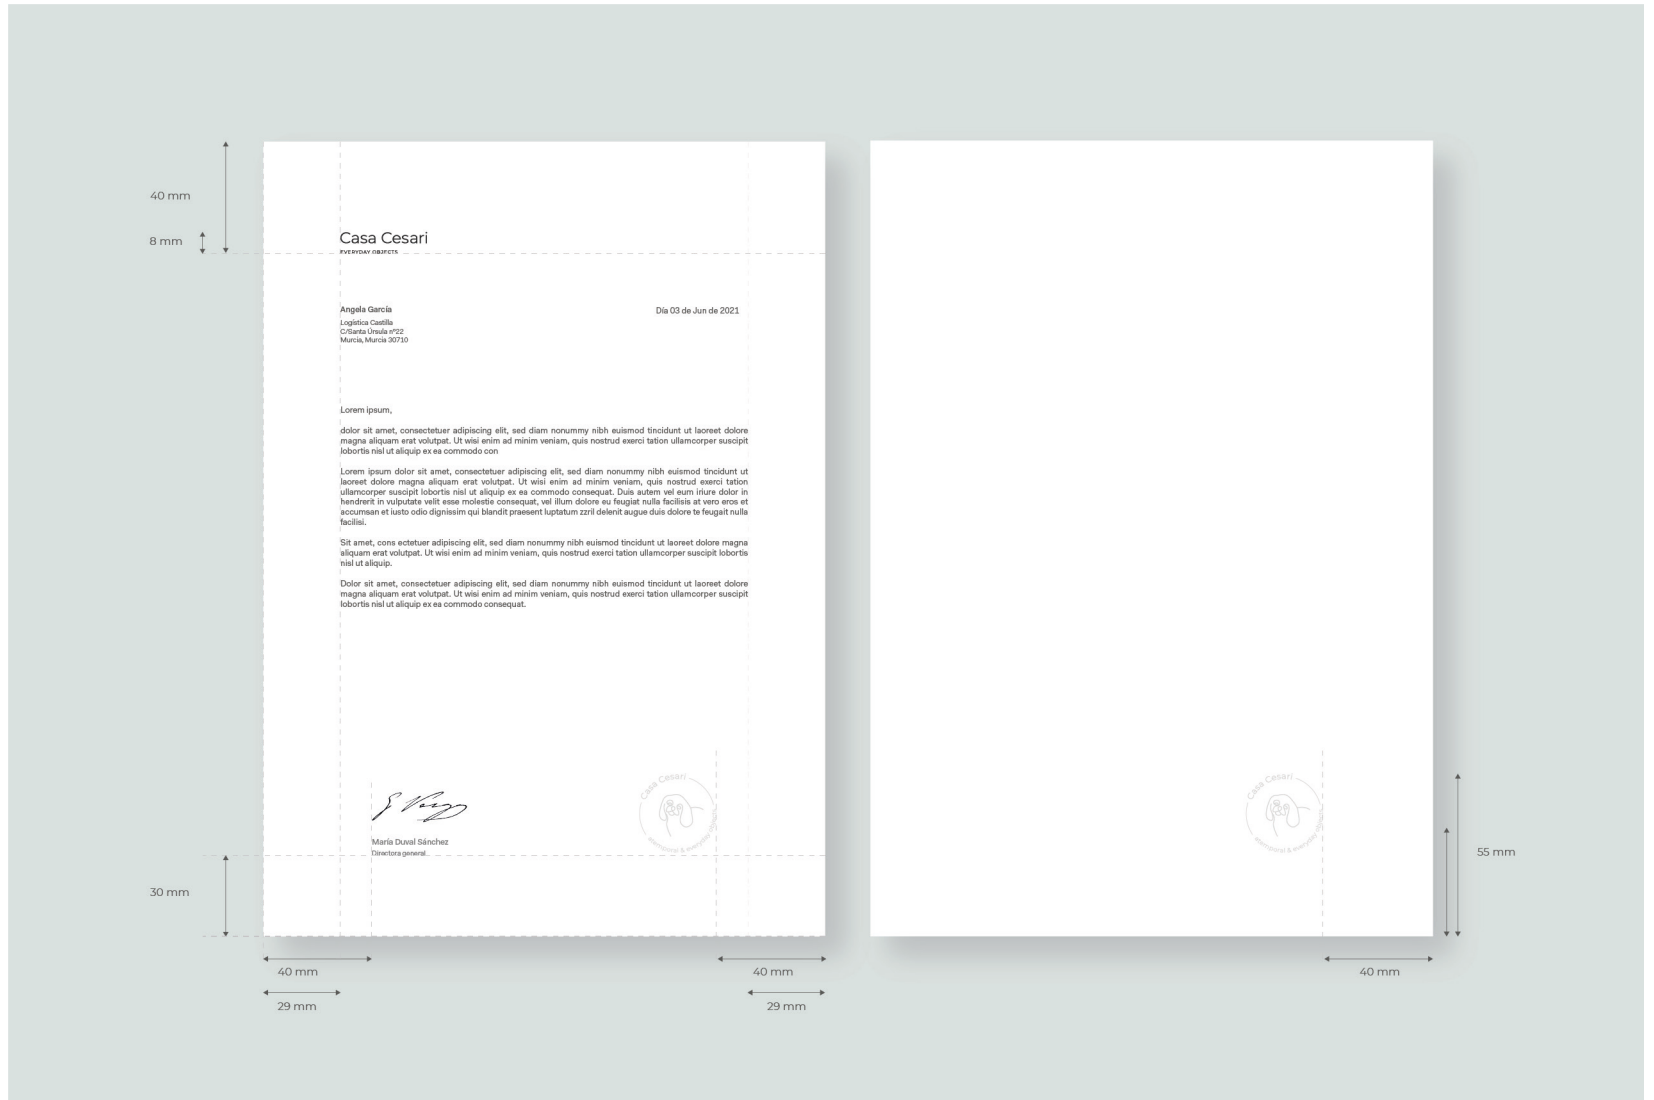 40 mm
8 mm
Casa Cesari
EVERYDAY OBJECTS
Angela García
Día 03 de Jun de 2021
Logística Castilla
C/Santa Úrsula nº22
Murcia, Murcia 30710
Lorem ipsum,
dolor sit amet, consectetuer adipiscing elit, sed diam nonummy nibh euismod tincidunt ut laoreet dolore
magna aliquam erat volutpat. Ut wisi enim ad minim veniam, quis nostrud exerci tation ullamcorper suscipit
lobortis nisl ut aliquip ex ea commodo con
Lorem ipsum dolor sit amet, consectetuer adipiscing elit, sed diam nonummy nibh euismod tincidunt ut
laoreet dolore magna aliquam erat volutpat. Ut wisi enim ad minim veniam, quis nostrud exerci tation
ullamcorper suscipit lobortis nisl ut aliquip ex ea commodo consequat. Duis autem vel eum iriure dolor in
hendrerit in vulputate velit esse molestie consequat, vel illum dolore eu feugiat nulla facilisis at vero eros et
accumsan et iusto odio dignissim qui blandit praesent luptatum zzril delenit augue duis dolore te feugait nulla
facilisi.
Sit amet, cons ectetuer adipiscing elit, sed diam nonummy nibh euismod tincidunt ut laoreet dolore magna
aliquam erat volutpat. Ut wisi enim ad minim veniam, quis nostrud exerci tation ullamcorper suscipit lobortis
nisl ut aliquip.
Dolor sit amet, consectetuer adipiscing elit, sed diam nonummy nibh euismod tincidunt ut laoreet dolore
magna aliquam erat volutpat. Ut wisi enim ad minim veniam, quis nostrud exerci tation ullamcorper suscipit
lobortis nisl ut aliquip ex ea commodo consequat.
María Duval Sánchez
Directora general
Casa Cesari
atemporal & everyday objects
Casa Cesari
atemporal & everyday objects
30 mm
55 mm
40 mm
40 mm
40 mm
29 mm
29 mm